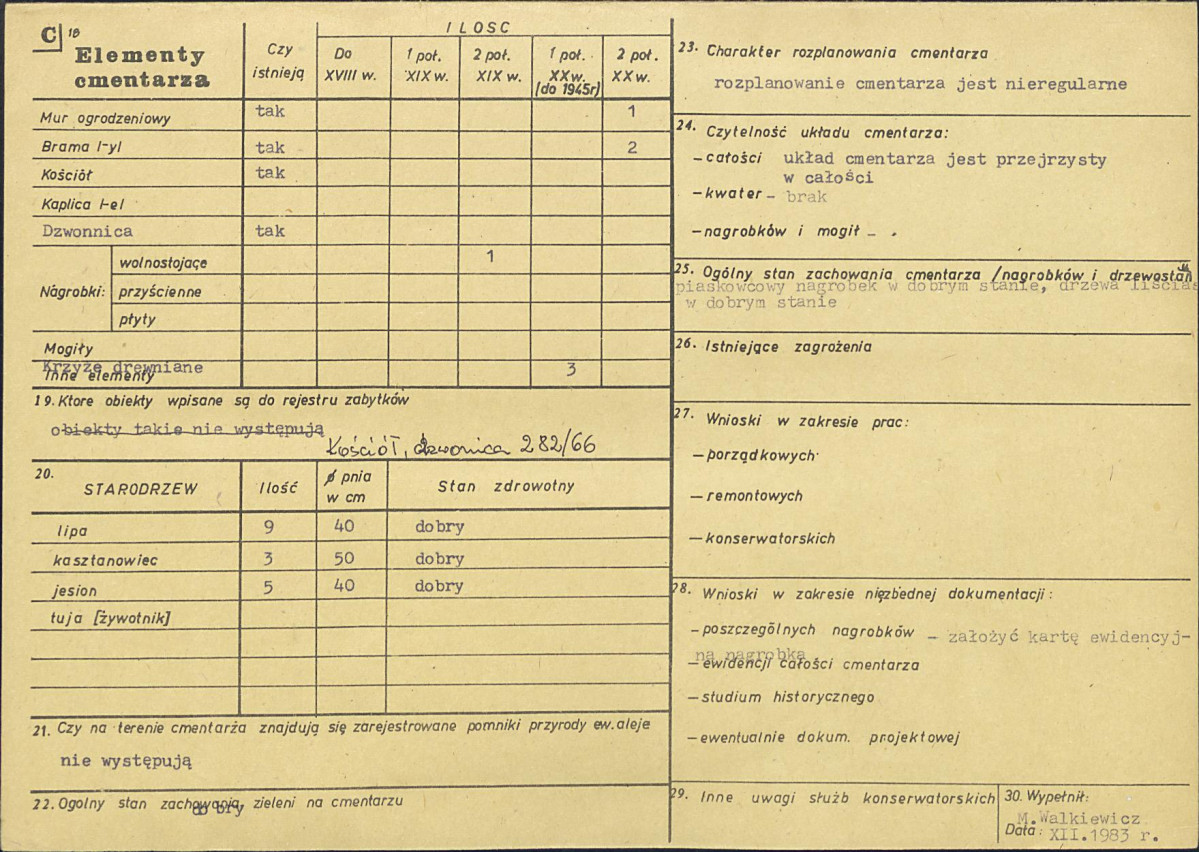 C 18
Elementy
cmentarza
Czy
istnieją
ILOSC
Do
XVIII w.
1 poł.
XIX w.
2 poł.
XIX w.
1 poł.
XX w.
(do 1945r)
2 poł.
XX w.
Mur ogrodzeniowy tak 1
Brama /-y/ tak 2
Kościół tak
Kaplica /-e/
Dzwonnica tak
Nagrobki:
wolnostojące 1
przyścienne
płyty
Mogiły
Krzyże drewniane 3
Inne elementy
19. Ktore obiekty wpisane są do rejestru zabytków
obiekty takie nie występują
Kościół, dzwonnica 282/66
20.
STARODRZEW Ilość ø pnia
w cm Stan zdrowotny
lipa 9 40 dobry
kasztanowiec 3 50 dobry
jesion 5 40 dobry
tuja [żywotnik]
21. Czy na terenie cmentarza znajdują się zarejestrowane pomniki przyrody ew. aleje
nie występują
22. Ogolny stan zachowania zieleni na cmentarzu
dobry
23. Charakter rozplanowania cmentarza
rozplanowanie cmentarza jest nieregularne
24. Czytelność układu cmentarza:
- całości układ cmentarza jest przejrzysty
w całości
- kwater - brak
- nagrobków i mogił - .
25. Ogólny stan zachowania cmentarza /nagrobków i drzewostan
piaskowcowy nagrobek w dobrym stanie, drzewa liścias
w dobrym stanie
26. Istniejące zagrożenia
27. Wnioski w zakresie prac:
- porządkowych
- remontowych
- konserwatorskich
28. Wnioski w zakresie niezbędnej dokumentacji:
- poszczególnych nagrobków - założyć kartę ewidencyj-
ną nagrobka
- ewidencji całości cmentarza
- studium historycznego
- ewentualnie dokum. projektowej
29. Inne uwagi służb konserwatorskich
30. Wypełnił:
M.Walkiewicz
Data: XII.1983 r.